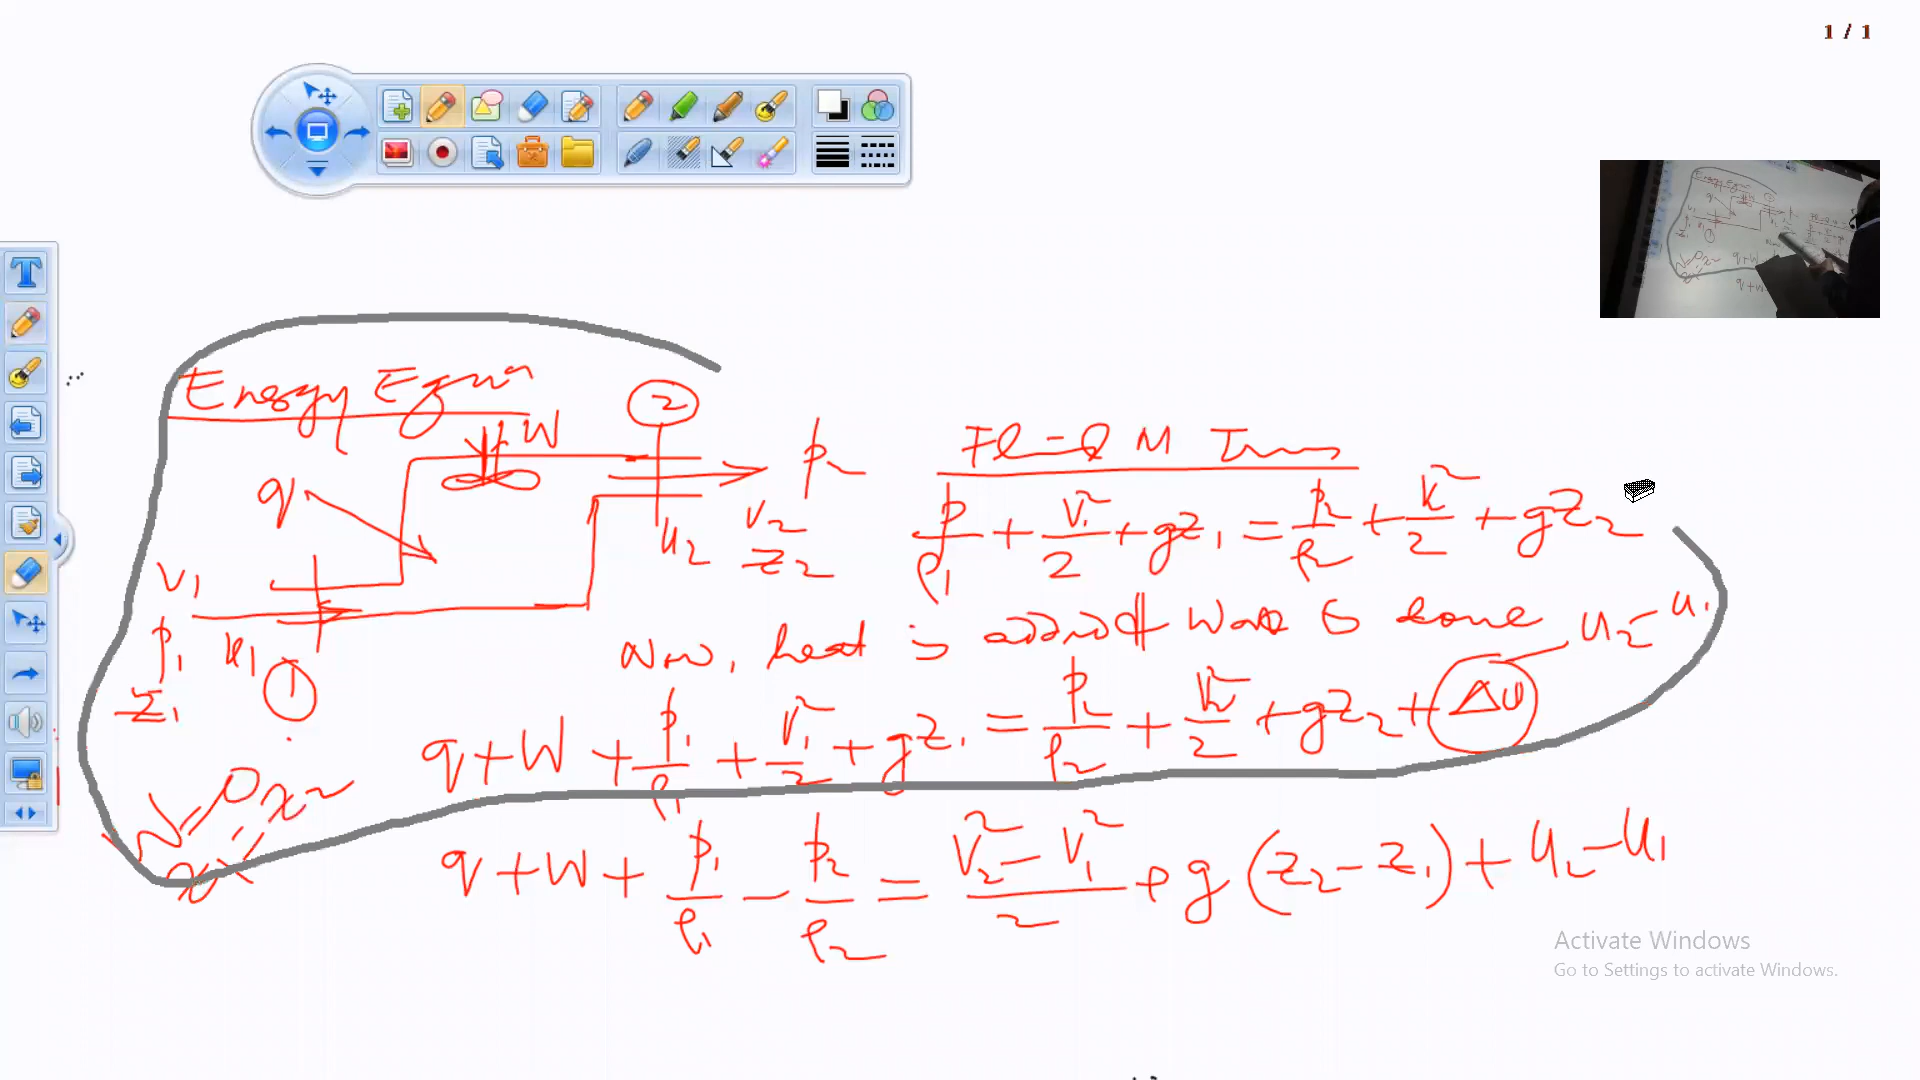 1 / 1
Energy Eqn
W
2
q
p2
u2
V2
z2
V1
p1
u1
z1
1
p/ρ1 + V1²/2 + gz1 = p2/ρ2 + V2²/2 + gz2
Now, heat is added & Work is done
u2 - u1
q + W + p1/ρ1 + V1²/2 + gz1 = p2/ρ2 + V2²/2 + gz2 + Δu
q + W + p1/ρ1 - p2/ρ2 = (V2² - V1²)/2 + g(z2 - z1) + u2 - u1
Activate Windows
Go to Settings to activate Windows.